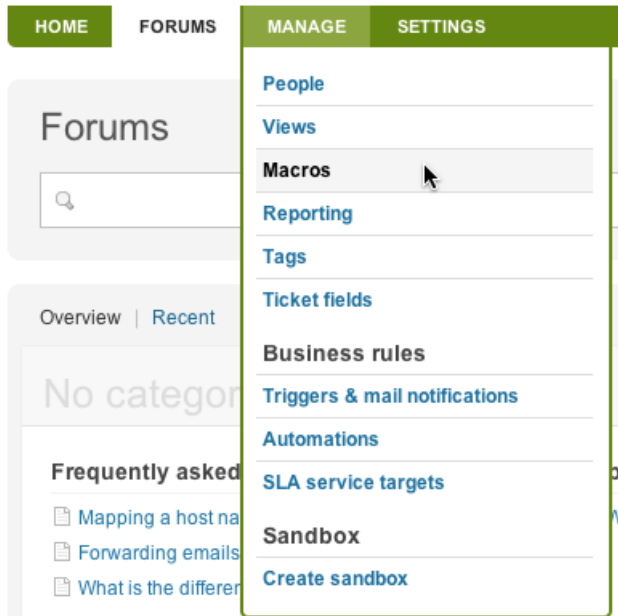 HOME FORUMS MANAGE SETTINGS
Forums
Overview | Recent
No categor
Frequently asked
Mapping a host na
Forwarding emails
What is the differer
People
Views
Macros
Reporting
Tags
Ticket fields
Business rules
Triggers & mail notifications
Automations
SLA service targets
Sandbox
Create sandbox